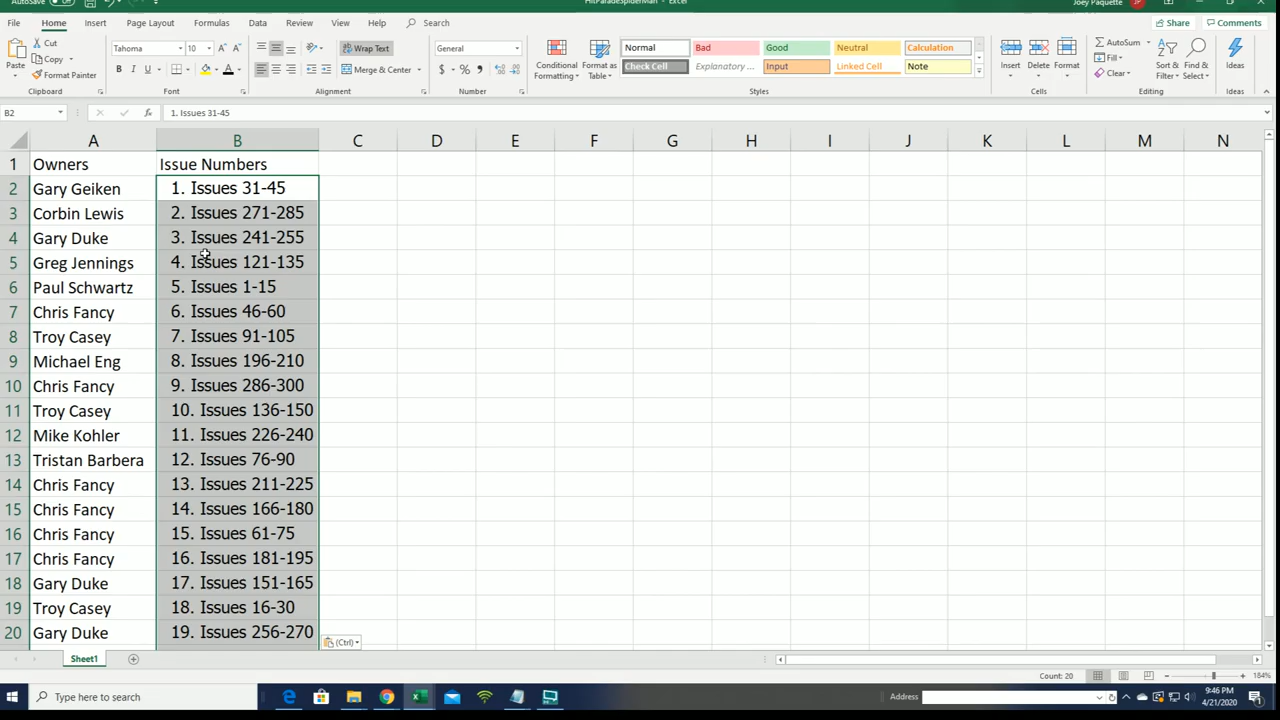 AutoSave Off HitParadeSpiderMan - Excel Joey Paquette JP
File Home Insert Page Layout Formulas Data Review View Help Search Share Comments
Paste Cut Copy Format Painter Clipboard
Tahoma 10 B I U A Font
Wrap Text Merge & Center Alignment
General $ % , Number
Conditional Formatting Format as Table
Normal Bad Good Neutral Calculation
Check Cell Explanatory ... Input Linked Cell Note
Styles
Insert Delete Format Cells
AutoSum Fill Clear Sort & Filter Find & Select Editing
Ideas Ideas
B2 fx 1. Issues 31-45
A B C D E F G H I J K L M N
1 Owners Issue Numbers
2 Gary Geiken 1. Issues 31-45
3 Corbin Lewis 2. Issues 271-285
4 Gary Duke 3. Issues 241-255
5 Greg Jennings 4. Issues 121-135
6 Paul Schwartz 5. Issues 1-15
7 Chris Fancy 6. Issues 46-60
8 Troy Casey 7. Issues 91-105
9 Michael Eng 8. Issues 196-210
10 Chris Fancy 9. Issues 286-300
11 Troy Casey 10. Issues 136-150
12 Mike Kohler 11. Issues 226-240
13 Tristan Barbera 12. Issues 76-90
14 Chris Fancy 13. Issues 211-225
15 Chris Fancy 14. Issues 166-180
16 Chris Fancy 15. Issues 61-75
17 Chris Fancy 16. Issues 181-195
18 Gary Duke 17. Issues 151-165
19 Troy Casey 18. Issues 16-30
20 Gary Duke 19. Issues 256-270
(Ctrl)
Sheet1
Count: 20 184%
Type here to search Address 9:46 PM
4/21/2020